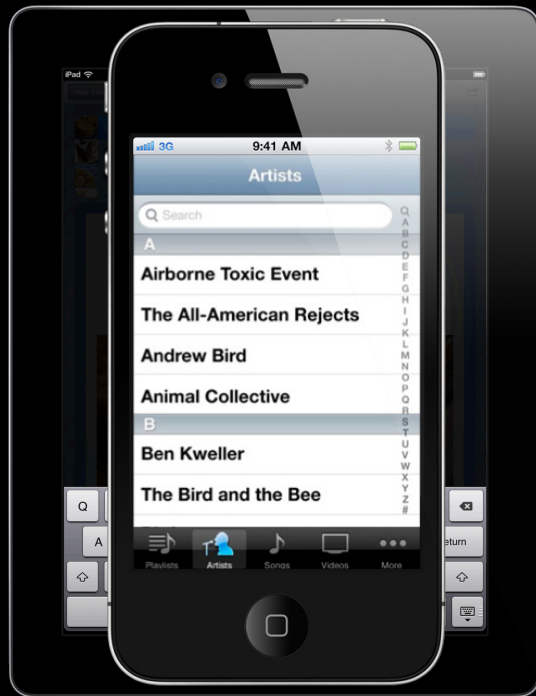 iPad
3G 9:41 AM
Artists
Search
A
Airborne Toxic Event
The All-American Rejects
Andrew Bird
Animal Collective
B
Ben Kweller
The Bird and the Bee
Q
A
B
C
D
E
F
G
H
I
J
K
L
M
N
O
P
Q
R
S
T
U
V
W
X
Y
Z
#
Q
A
Playlists Artists Songs Videos More